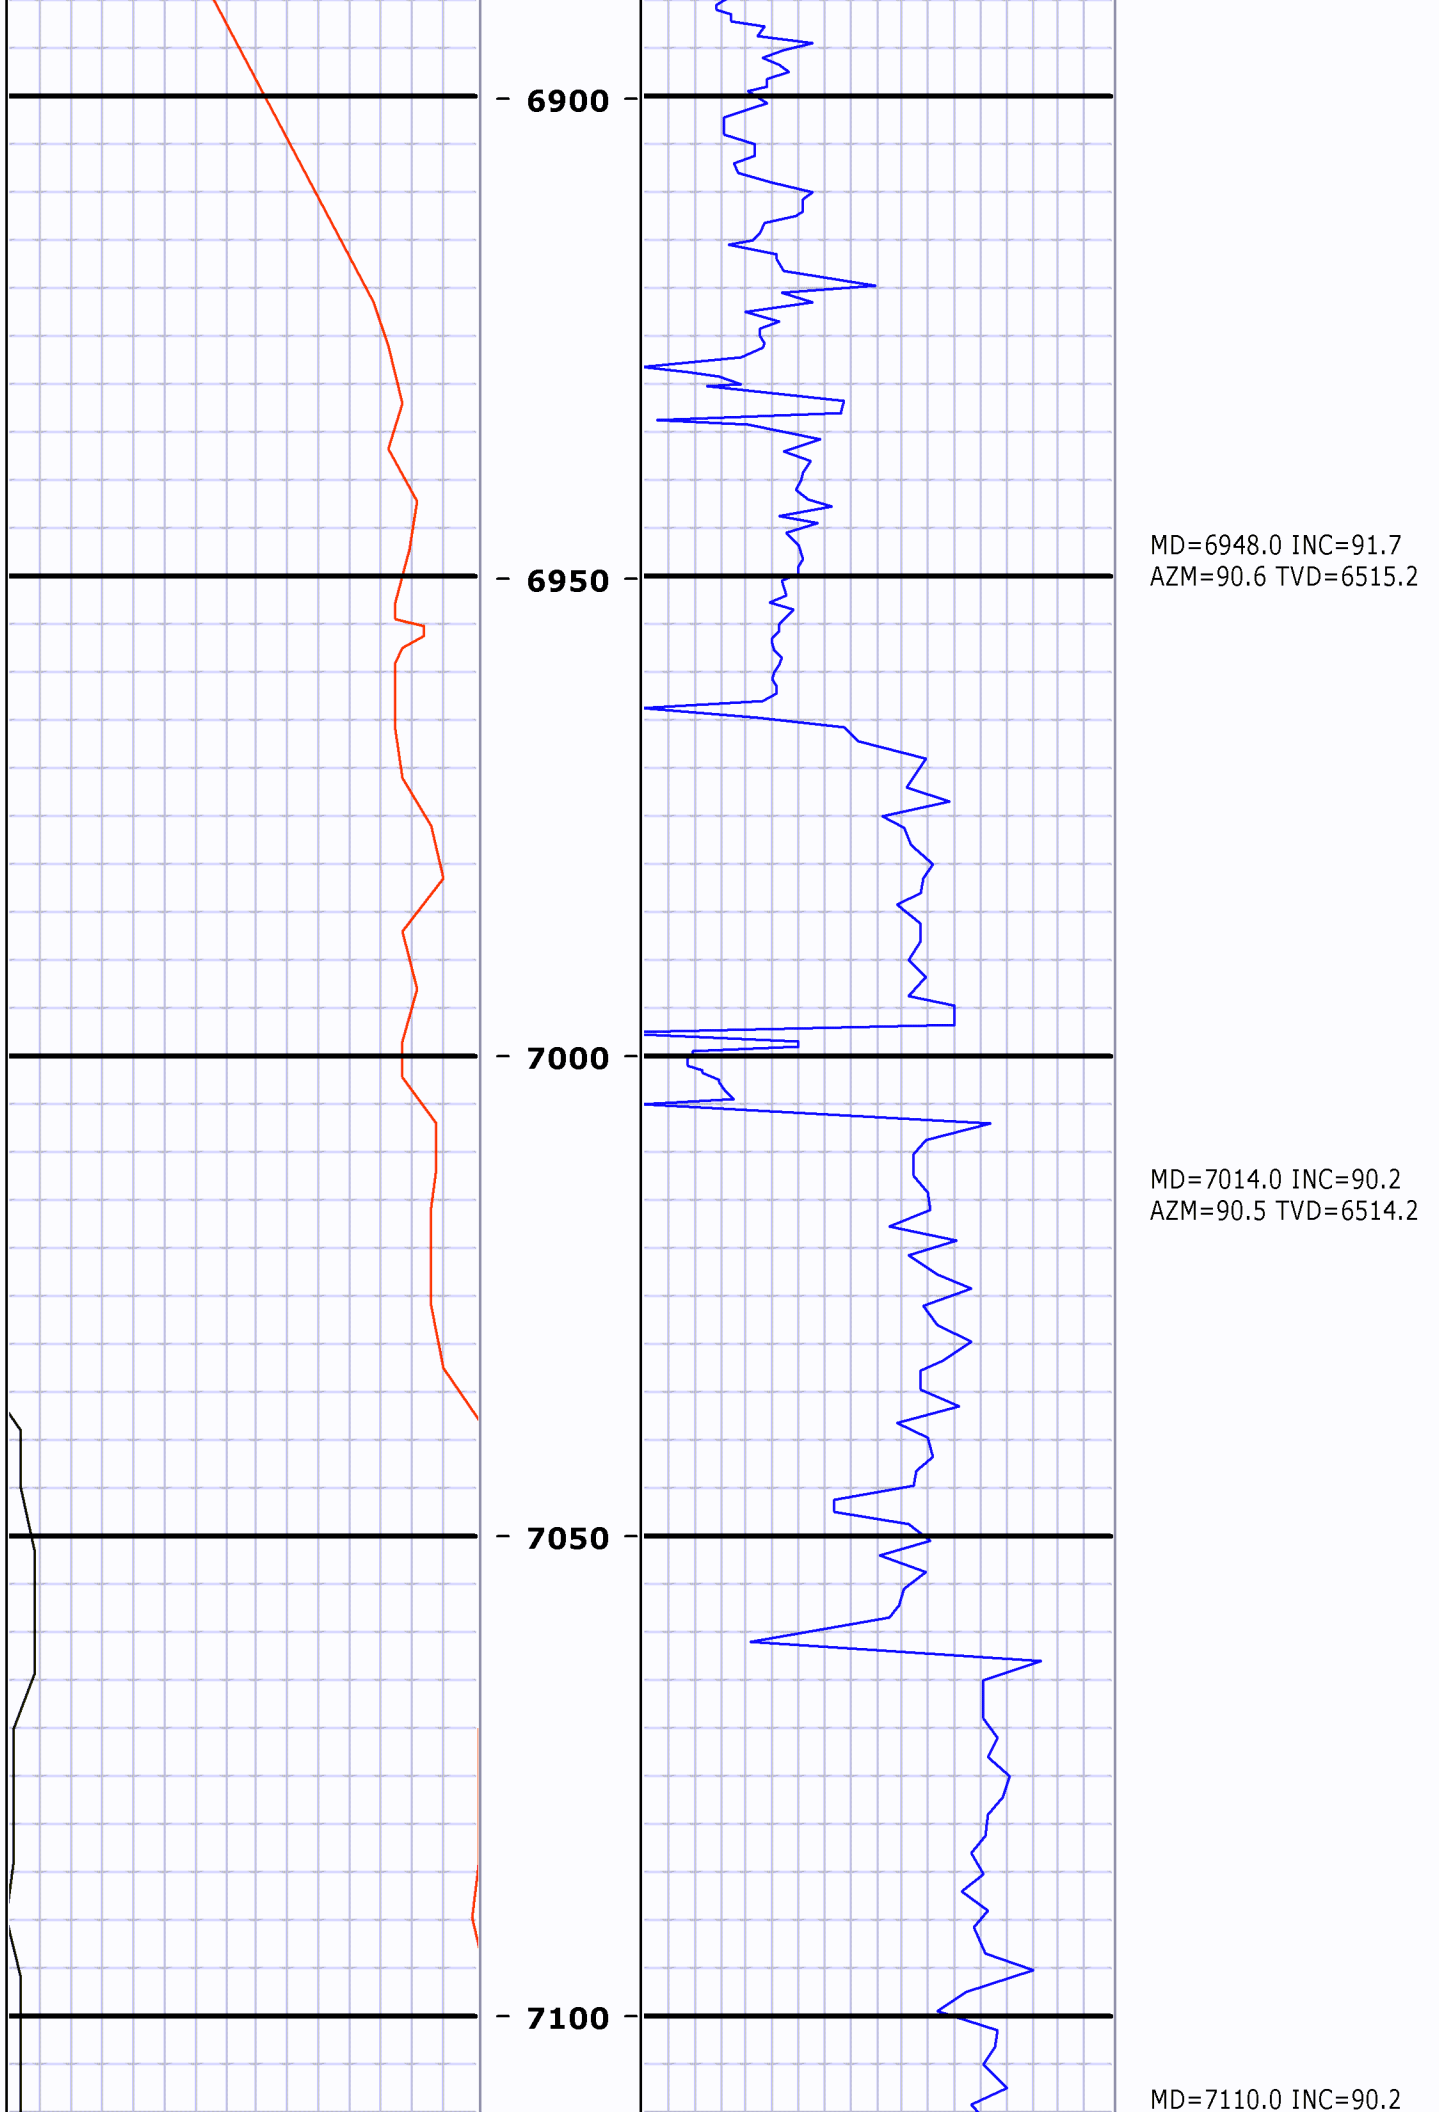 - 6900 -
MD=6948.0 INC=91.7
AZM=90.6 TVD=6515.2
- 6950 -
- 7000 -
MD=7014.0 INC=90.2
AZM=90.5 TVD=6514.2
- 7050 -
- 7100 -
MD=7110.0 INC=90.2